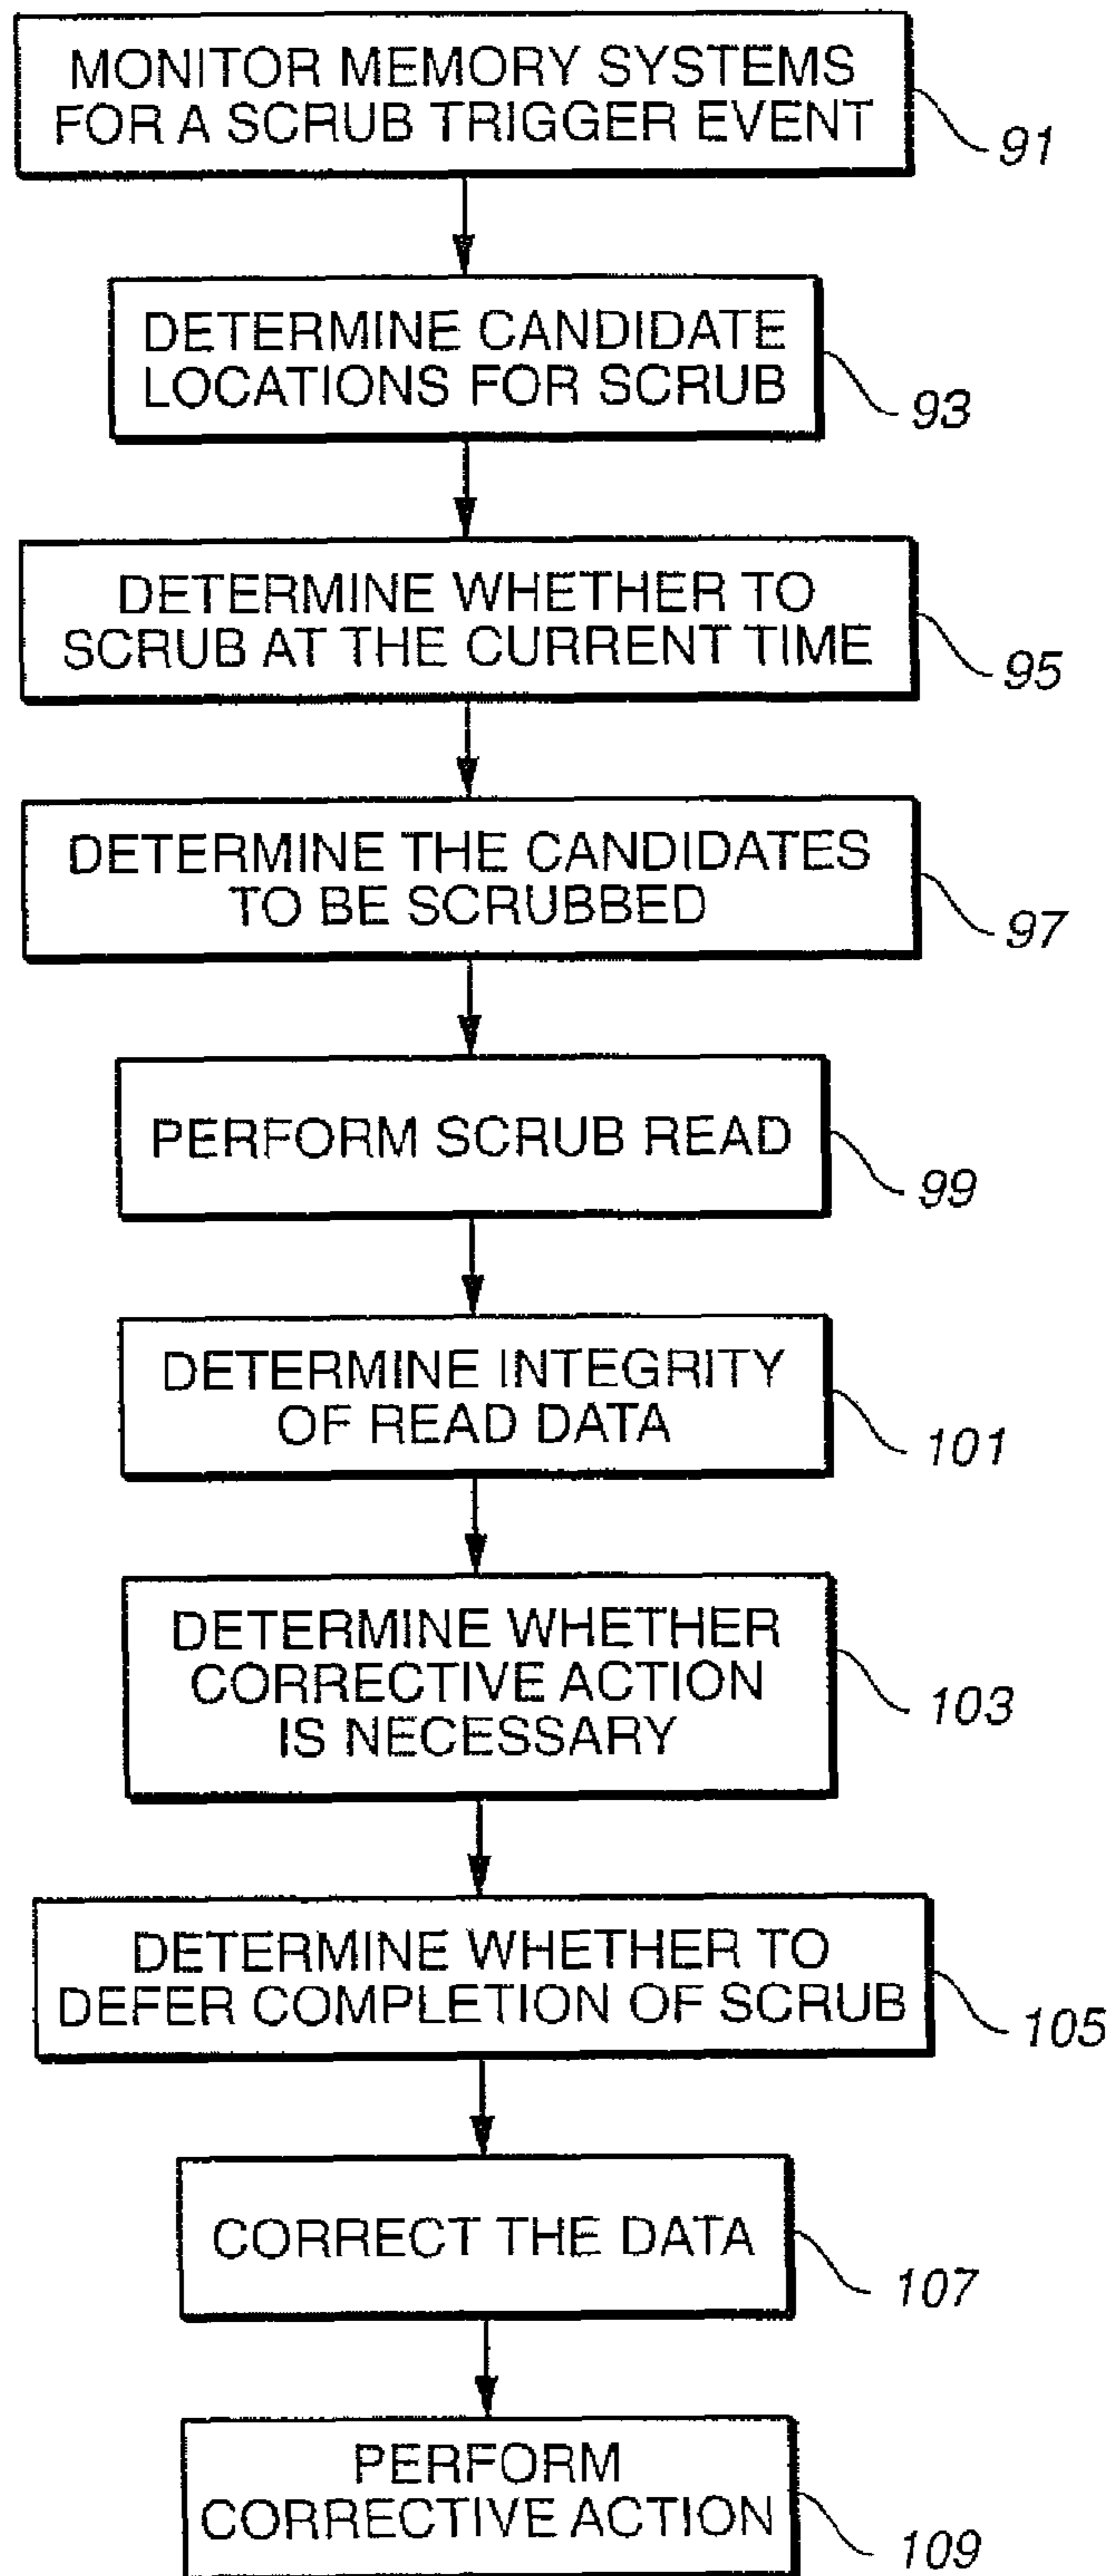 MONITOR MEMORY SYSTEMS
FOR A SCRUB TRIGGER EVENT
91
DETERMINE CANDIDATE
LOCATIONS FOR SCRUB
93
DETERMINE WHETHER TO
SCRUB AT THE CURRENT TIME
95
DETERMINE THE CANDIDATES
TO BE SCRUBBED
97
PERFORM SCRUB READ
99
DETERMINE INTEGRITY
OF READ DATA
101
DETERMINE WHETHER
CORRECTIVE ACTION
IS NECESSARY
103
DETERMINE WHETHER TO
DEFER COMPLETION OF SCRUB
105
CORRECT THE DATA
107
PERFORM
CORRECTIVE ACTION
109